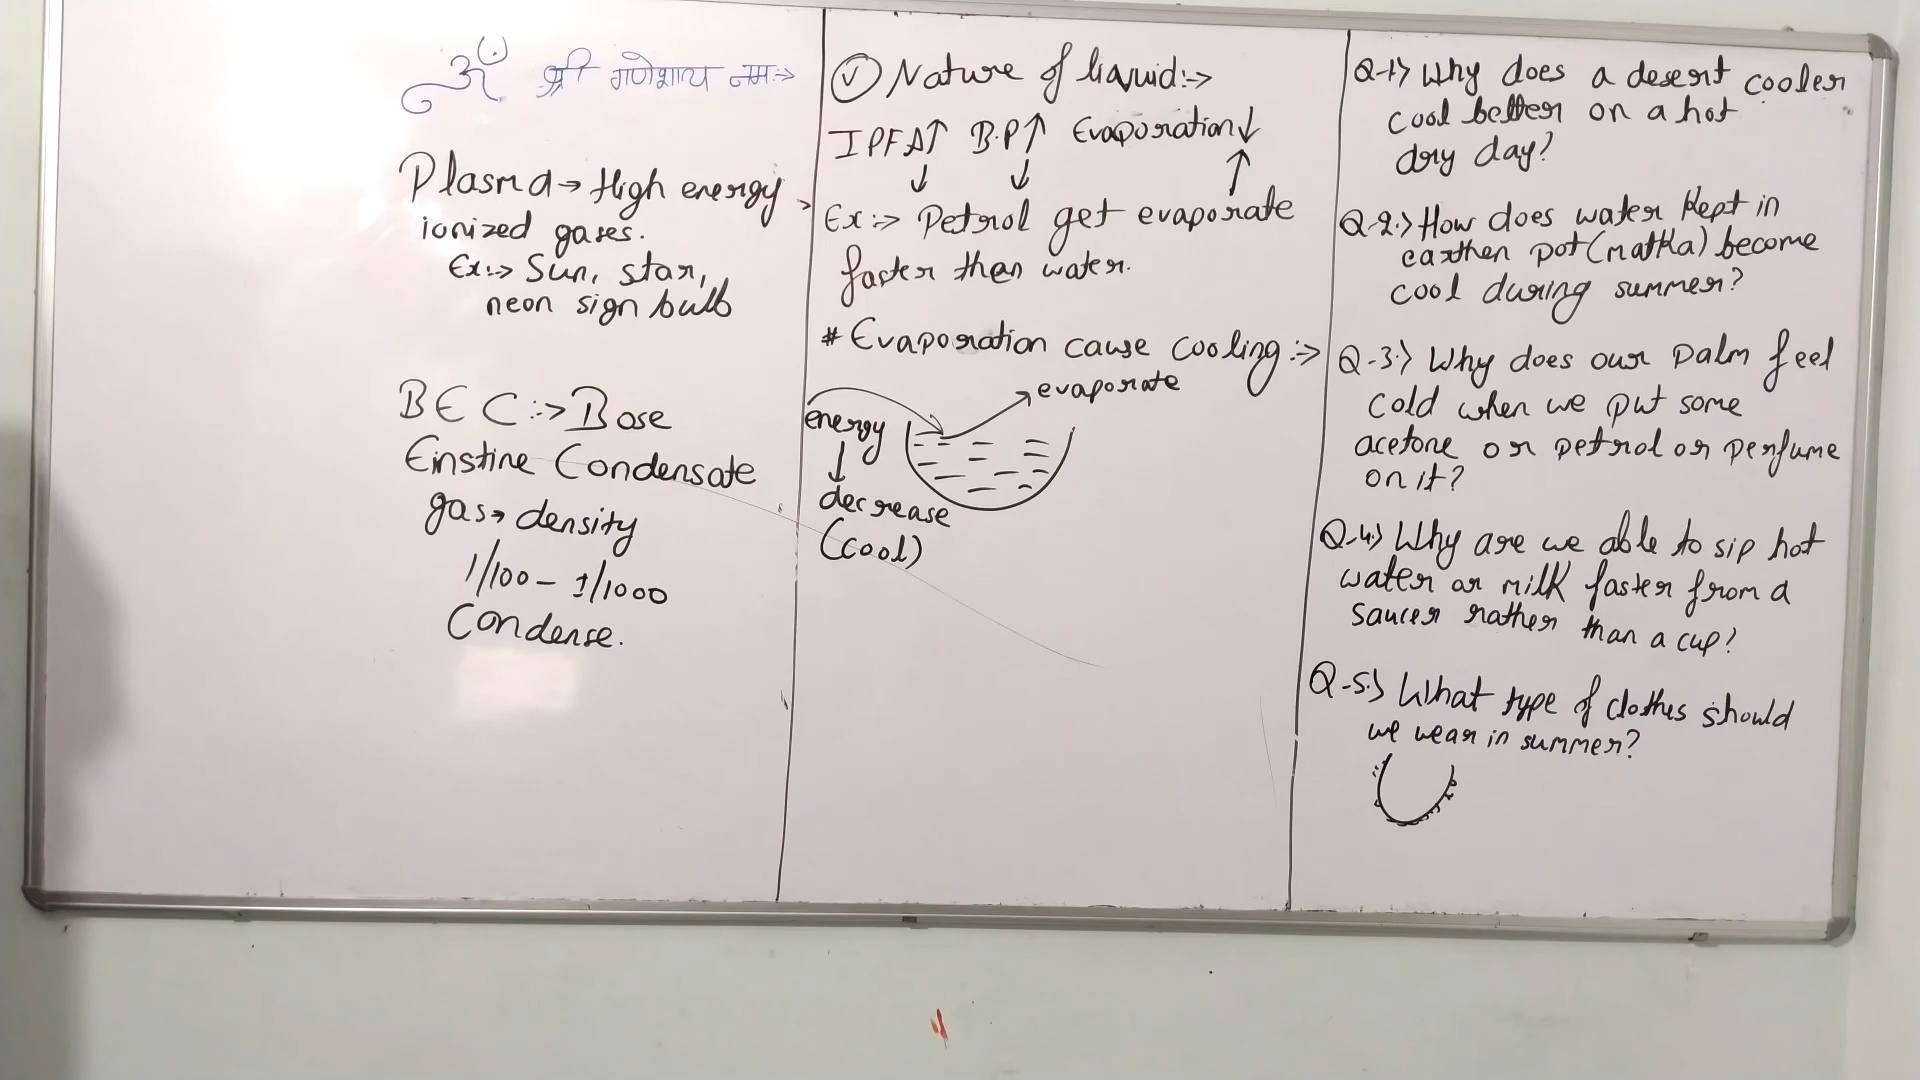 ॐ श्री गणेशाय नमः->
Plasma → High energy
ionized gases.
Ex:-> Sun, star,
neon sign bulb
BEC:-> Bose
Einstine Condensate
gas → density
1/100 - 1/1000
Condense.
(v) Nature of liquid:->
IPFA↑ B.P↑ Evaporation↓
↓ ↓ ↑
Ex:-> Petrol get evaporate
faster then water.
# Evaporation cause cooling:->
evaporate
energy
↓
decrease
(cool)
Q-1> Why does a desert cooler
cool better on a hot
dry day?
Q-2.> How does water kept in
earthen pot (matka) become
cool during summer?
Q-3.> Why does our palm feel
cold when we put some
acetone or petrol or perfume
on it?
Q-4.> Why are we able to sip hot
water or milk faster from a
saucer rather than a cup?
Q-5.> What type of clothes should
we wear in summer?